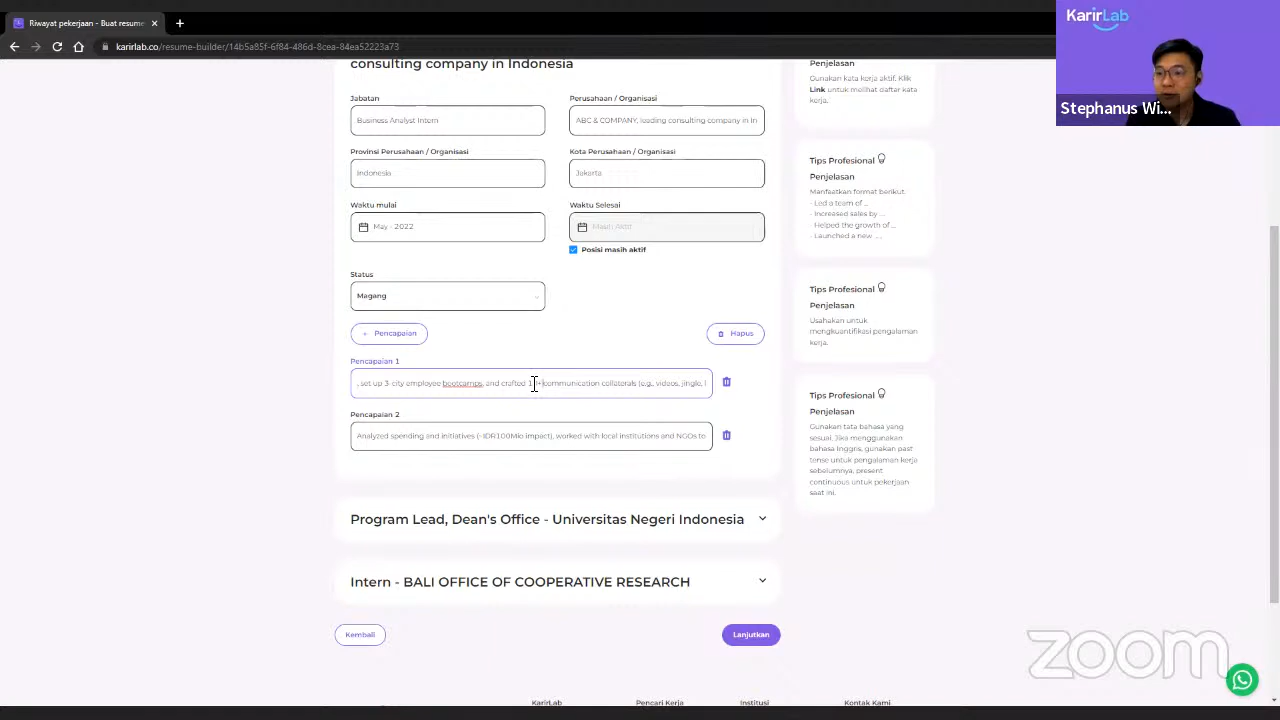 Riwayat pekerjaan - Buat resume
karirlab.co/resume-builder/14b5a85f-6f84-486d-8cea-84ea52223a73
KarirLab
Stephanus Wi...
consulting company in Indonesia
Jabatan
Perusahaan / Organisasi
Business Analyst Intern
ABC & COMPANY, leading consulting company in In
Provinsi Perusahaan / Organisasi
Kota Perusahaan / Organisasi
Indonesia
Jakarta
Waktu mulai
Waktu Selesai
May - 2022
Masih Aktif
Posisi masih aktif
Status
Magang
+ Pencapaian
Hapus
Pencapaian 1
, set up 3-city employee bootcamps, and crafted communication collaterals (e.g., videos, jingle, l
Pencapaian 2
Analyzed spending and initiatives (~IDR100Mio impact), worked with local institutions and NGOs to
Program Lead, Dean's Office - Universitas Negeri Indonesia
Intern - BALI OFFICE OF COOPERATIVE RESEARCH
Kembali
Lanjutkan
Penjelasan
Gunakan kata kerja aktif. Klik
Link untuk melihat daftar kata
kerja.
Tips Profesional
Penjelasan
Manfaatkan format berikut.
- Led a team of ...
- Increased sales by ...
- Helped the growth of ...
- Launched a new .....
Tips Profesional
Penjelasan
Usahakan untuk
mengkuantifikasi pengalaman
kerja.
Tips Profesional
Penjelasan
Gunakan tata bahasa yang
sesuai. Jika menggunakan
bahasa Inggris, gunakan past
tense untuk pengalaman kerja
sebelumnya, present
continuous untuk pekerjaan
saat ini.
zoom
KarirLab
Pencari Kerja
Institusi
Kontak Kami